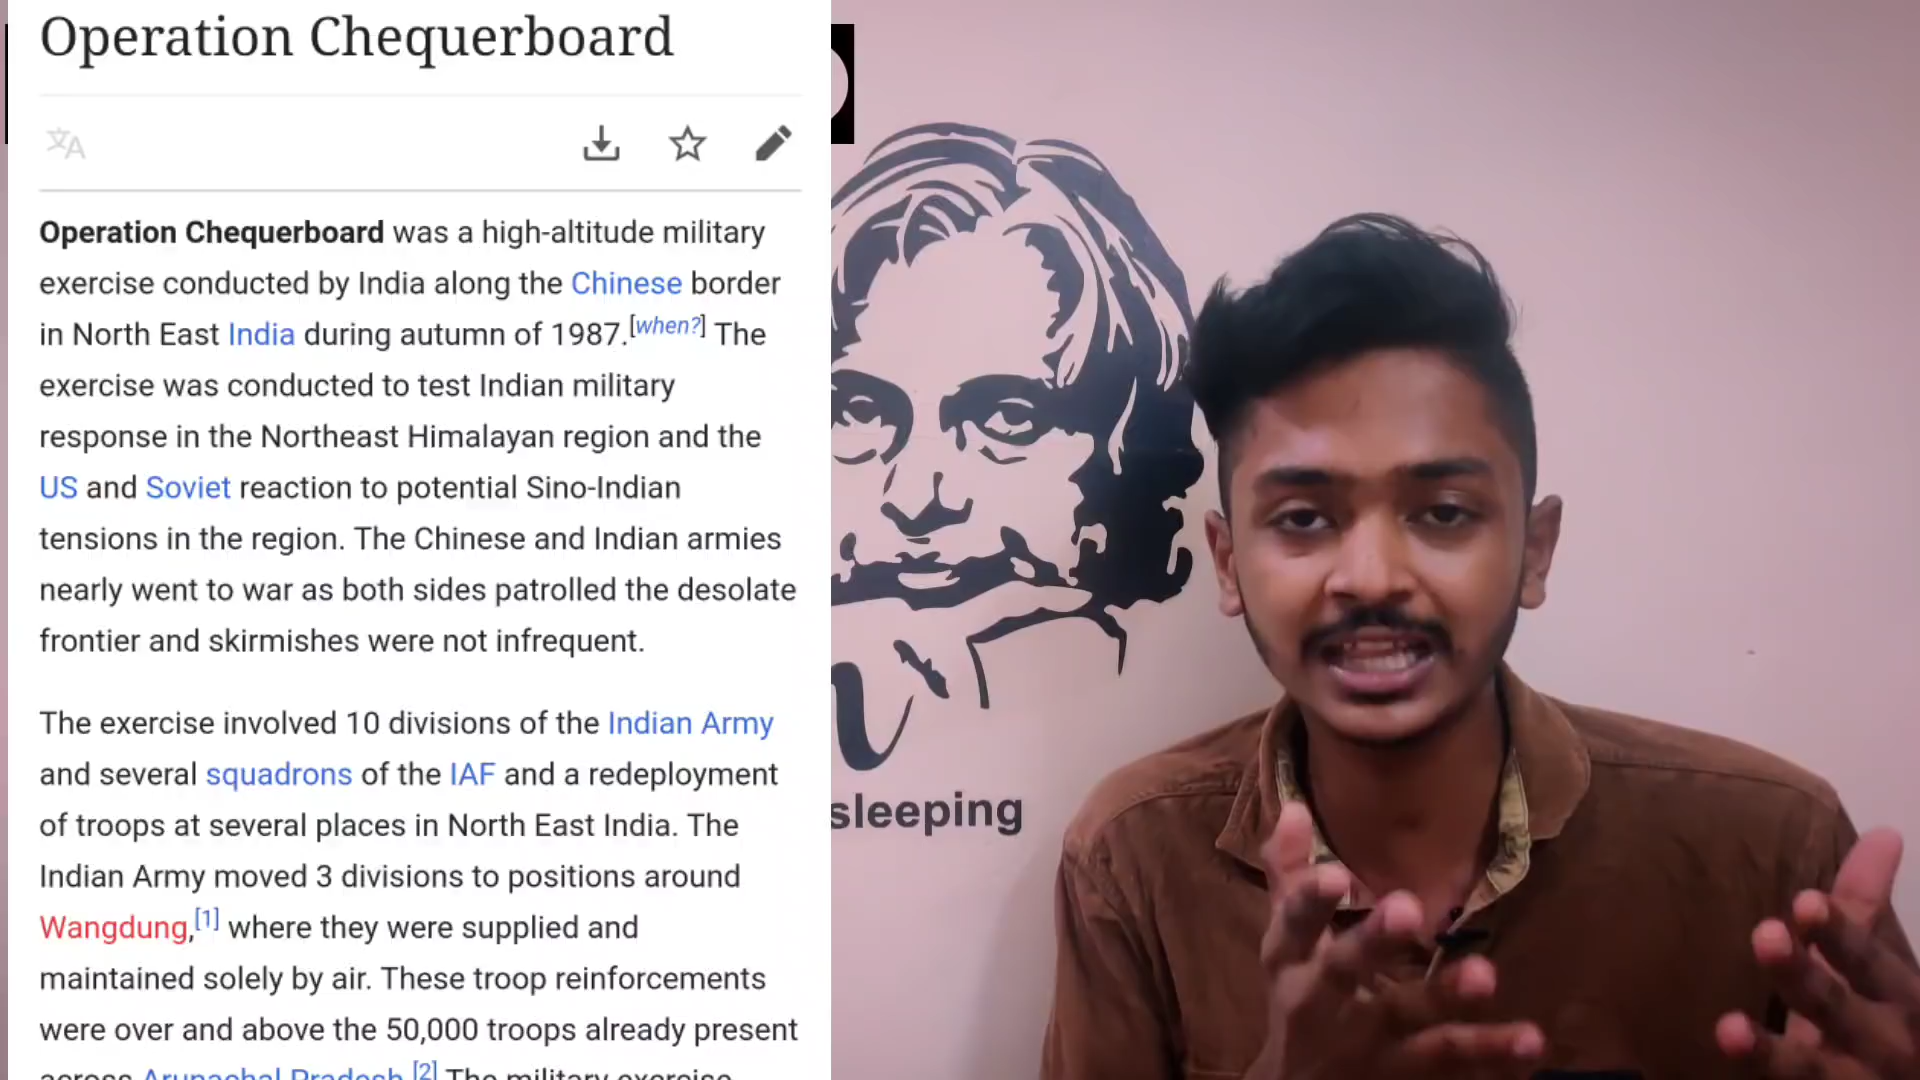 Operation Chequerboard
Operation Chequerboard was a high-altitude military
exercise conducted by India along the Chinese border
in North East India during autumn of 1987.[when?] The
exercise was conducted to test Indian military
response in the Northeast Himalayan region and the
US and Soviet reaction to potential Sino-Indian
tensions in the region. The Chinese and Indian armies
nearly went to war as both sides patrolled the desolate
frontier and skirmishes were not infrequent.
The exercise involved 10 divisions of the Indian Army
and several squadrons of the IAF and a redeployment
of troops at several places in North East India. The
Indian Army moved 3 divisions to positions around
Wangdung,[1] where they were supplied and
maintained solely by air. These troop reinforcements
were over and above the 50,000 troops already present
across Arunachal Pradesh.[2] The military exercise
sleeping